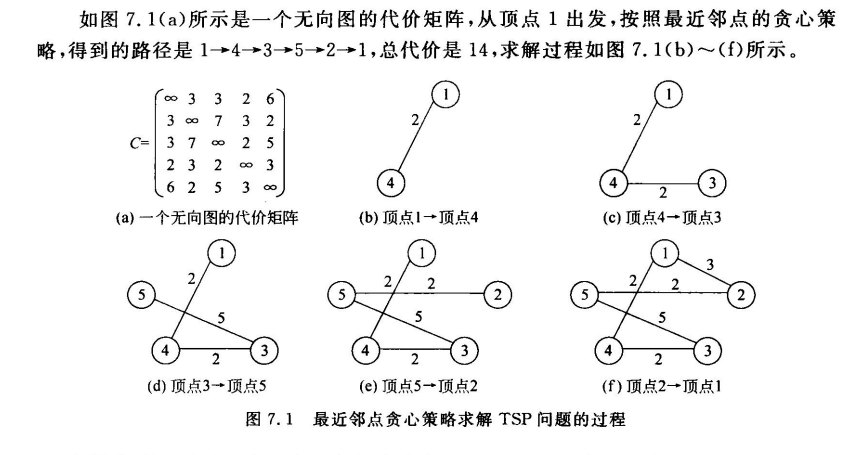 如图 7.1(a)所示是一个无向图的代价矩阵,从顶点 1 出发,按照最近邻点的贪心策
略,得到的路径是 1→4→3→5→2→1,总代价是 14,求解过程如图 7.1(b)～(f)所示。
C=
∞ 3 3 2 6
3 ∞ 7 3 2
3 7 ∞ 2 5
2 3 2 ∞ 3
6 2 5 3 ∞
(a) 一个无向图的代价矩阵
1
2
4
(b) 顶点1→顶点4
1
2
4
2
3
(c) 顶点4→顶点3
1
2
5
5
4
2
3
(d) 顶点3→顶点5
1
2
2
5
2
5
4
2
3
(e) 顶点5→顶点2
1
3
2
2
5
2
5
4
2
3
(f) 顶点2→顶点1
图 7.1 最近邻点贪心策略求解 TSP 问题的过程